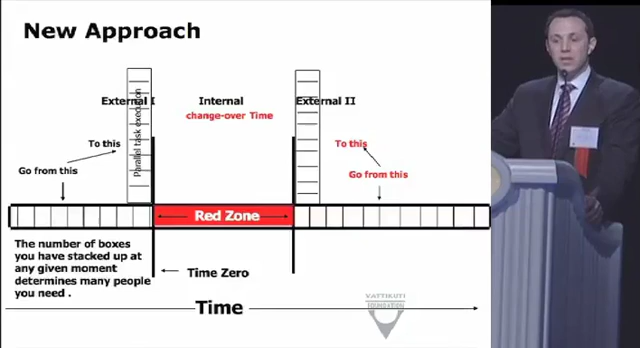 New Approach
External I
Internal
External II
change-over Time
Parallel task execution
To this
Go from this
To this
Go from this
Red Zone
The number of boxes
you have stacked up at
any given moment
determines many people
you need .
Time Zero
Time
VATTIKUTI
FOUNDATION